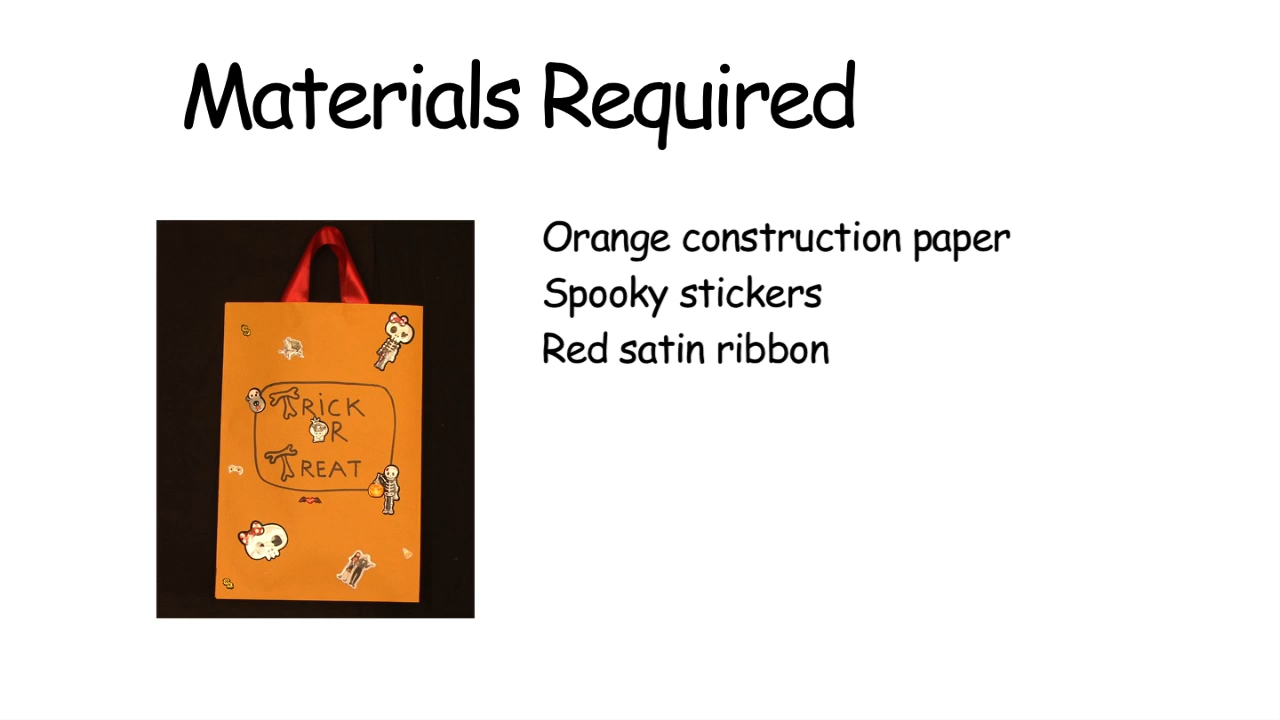 Materials Required
Orange construction paper
Spooky stickers
Red satin ribbon
TRiCK
OR
TREAT